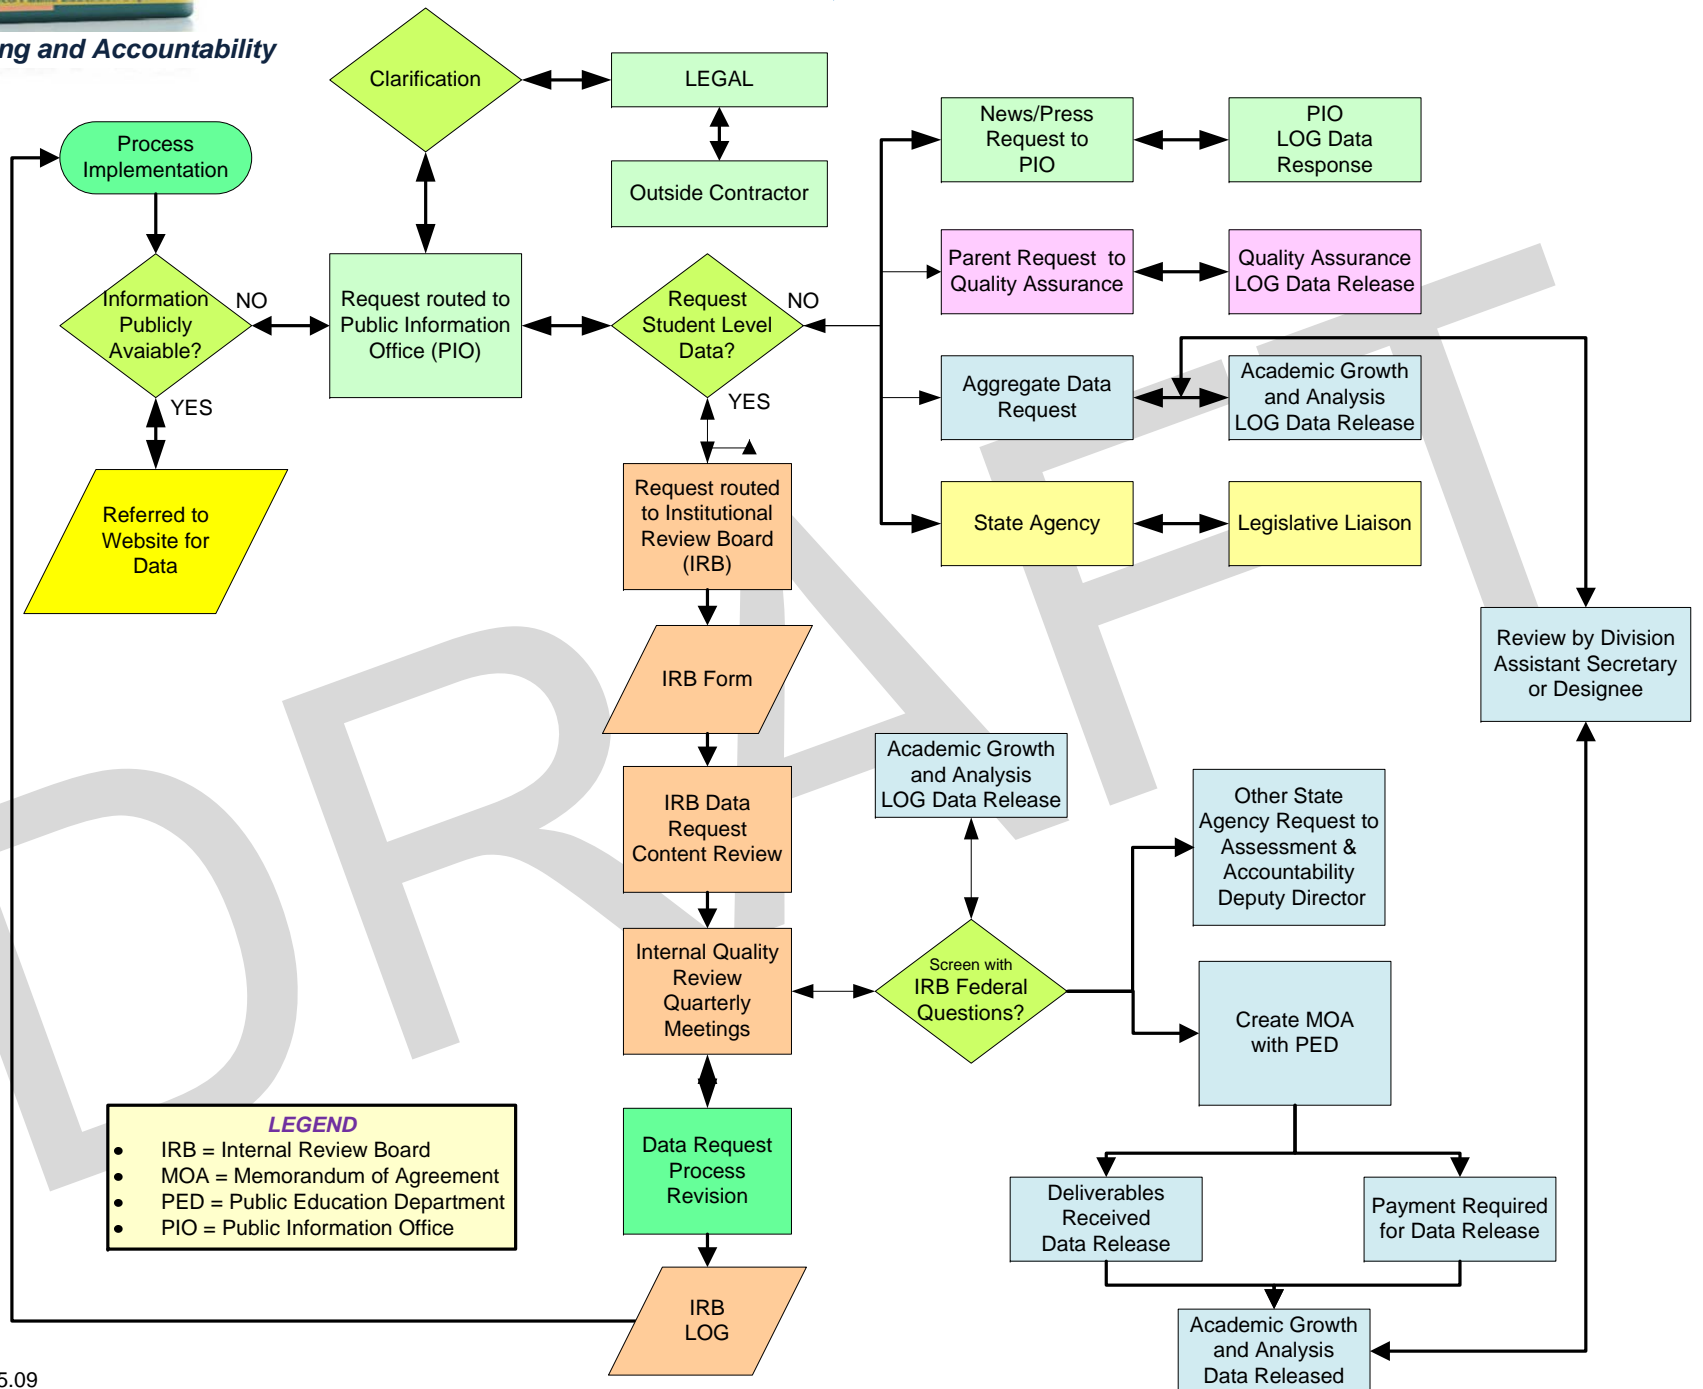 ng and Accountability
Clarification
LEGAL
Outside Contractor
News/Press
Request to
PIO
PIO
LOG Data
Response
Process
Implementation
Information
Publicly
Avaiable?
NO
YES
Request routed to
Public Information
Office (PIO)
Request
Student Level
Data?
NO
YES
Parent Request to
Quality Assurance
Quality Assurance
LOG Data Release
Aggregate Data
Request
Academic Growth
and Analysis
LOG Data Release
State Agency
Legislative Liaison
Referred to
Website for
Data
Request routed
to Institutional
Review Board
(IRB)
Review by Division
Assistant Secretary
or Designee
IRB Form
IRB Data
Request
Content Review
Academic Growth
and Analysis
LOG Data Release
Other State
Agency Request to
Assessment &
Accountability
Deputy Director
Internal Quality
Review
Quarterly
Meetings
Screen with
IRB Federal
Questions?
Create MOA
with PED
LEGEND
• IRB = Internal Review Board
• MOA = Memorandum of Agreement
• PED = Public Education Department
• PIO = Public Information Office
Data Request
Process
Revision
Deliverables
Received
Data Release
Payment Required
for Data Release
IRB
LOG
Academic Growth
and Analysis
Data Released
5.09
DRAFT